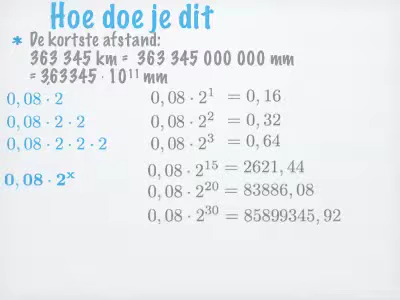 Hoe doe je dit
* De kortste afstand:
363 345 km = 363 345 000 000 mm
= 3,63345 · 10¹¹ mm
0,08 · 2
0,08 · 2 · 2
0,08 · 2 · 2 · 2
0,08 · 2ˣ
0,08 · 2¹ = 0,16
0,08 · 2² = 0,32
0,08 · 2³ = 0,64
0,08 · 2¹⁵ = 2621,44
0,08 · 2²⁰ = 83886,08
0,08 · 2³⁰ = 85899345,92